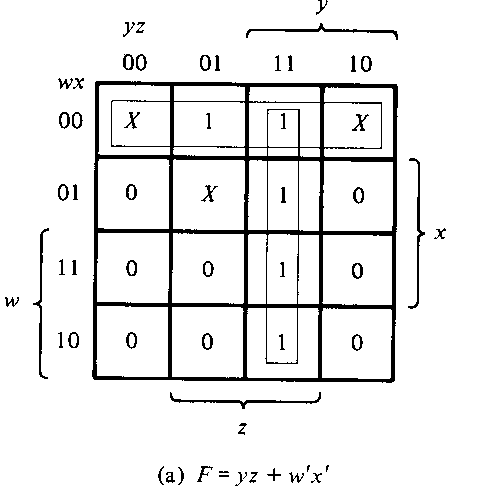 y
yz
00 01 11 10
wx
00 X 1 1 X
01 0 X 1 0
x
11 0 0 1 0
w
10 0 0 1 0
z
(a) F = yz + w'x'